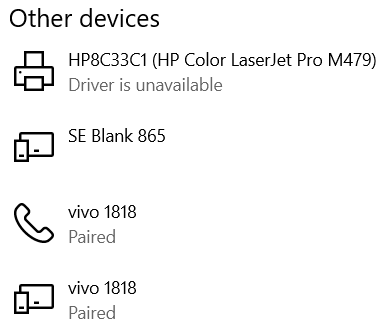 Other devices
HP8C33C1 (HP Color LaserJet Pro M479)
Driver is unavailable
SE Blank 865
vivo 1818
Paired
vivo 1818
Paired